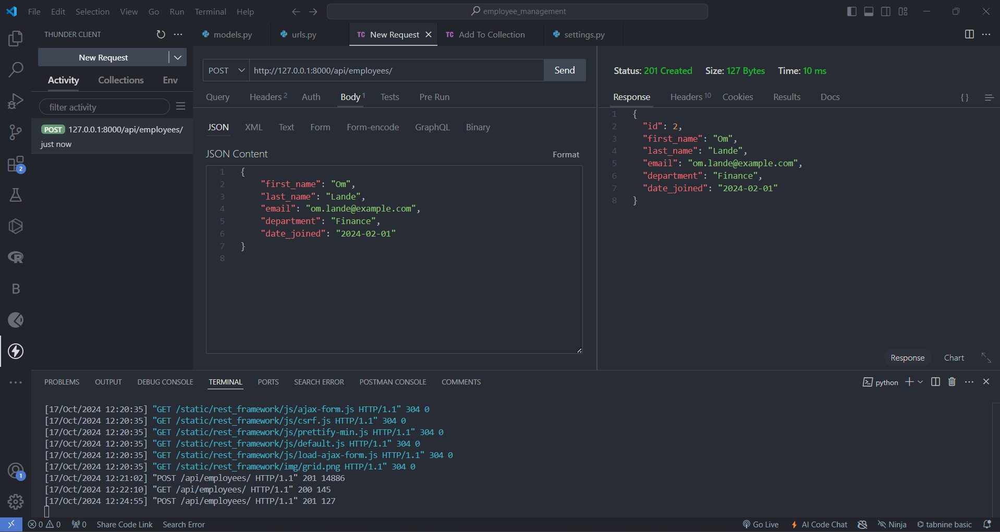 File Edit Selection View Go Run Terminal Help employee_management
THUNDER CLIENT
New Request
Activity Collections Env
filter activity
POST 127.0.0.1:8000/api/employees/
just now
models.py urls.py TC New Request TC Add To Collection settings.py
POST http://127.0.0.1:8000/api/employees/ Send
Query Headers 2 Auth Body 1 Tests Pre Run
JSON XML Text Form Form-encode GraphQL Binary
JSON Content Format
1 {
2 "first_name": "Om",
3 "last_name": "Lande",
4 "email": "om.lande@example.com",
5 "department": "Finance",
6 "date_joined": "2024-02-01"
7 }
8
Status: 201 Created Size: 127 Bytes Time: 10 ms
Response Headers 10 Cookies Results Docs { }
1 {
2 "id": 2,
3 "first_name": "Om",
4 "last_name": "Lande",
5 "email": "om.lande@example.com",
6 "department": "Finance",
7 "date_joined": "2024-02-01"
8 }
Response Chart
2
R
B
1
PROBLEMS OUTPUT DEBUG CONSOLE TERMINAL PORTS SEARCH ERROR POSTMAN CONSOLE COMMENTS python
[17/Oct/2024 12:20:35] "GET /static/rest_framework/js/ajax-form.js HTTP/1.1" 304 0
[17/Oct/2024 12:20:35] "GET /static/rest_framework/js/csrf.js HTTP/1.1" 304 0
[17/Oct/2024 12:20:35] "GET /static/rest_framework/js/prettify-min.js HTTP/1.1" 304 0
[17/Oct/2024 12:20:35] "GET /static/rest_framework/js/default.js HTTP/1.1" 304 0
[17/Oct/2024 12:20:35] "GET /static/rest_framework/js/load-ajax-form.js HTTP/1.1" 304 0
[17/Oct/2024 12:20:35] "GET /static/rest_framework/img/grid.png HTTP/1.1" 304 0
[17/Oct/2024 12:21:02] "POST /api/employees/ HTTP/1.1" 201 14886
[17/Oct/2024 12:22:10] "GET /api/employees/ HTTP/1.1" 200 145
[17/Oct/2024 12:24:55] "POST /api/employees/ HTTP/1.1" 201 127
0 0 0 Share Code Link Search Error Go Live AI Code Chat Ninja tabnine basic